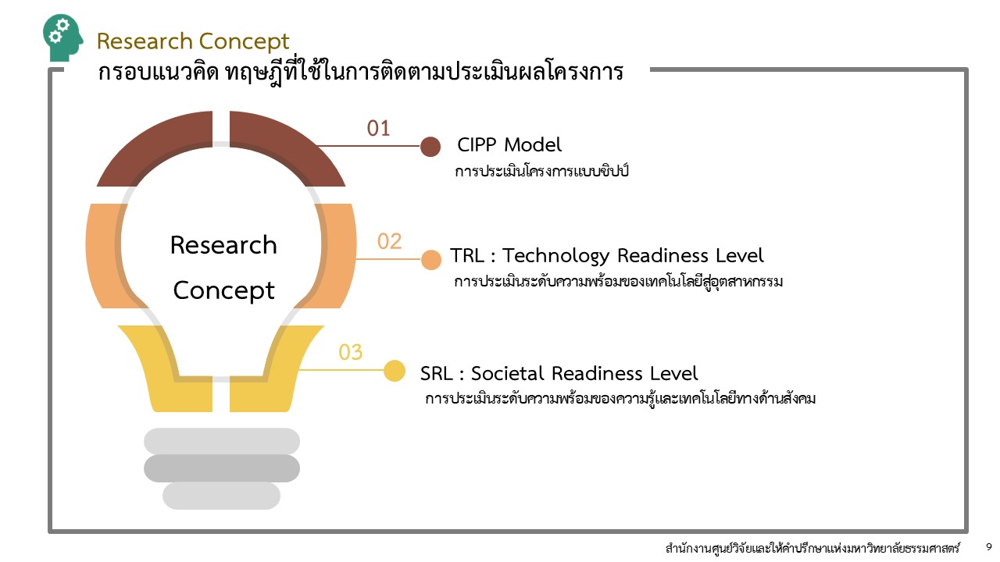 Research Concept
กรอบแนวคิด ทฤษฎีที่ใช้ในการติดตามประเมินผลโครงการ
01
CIPP Model
การประเมินโครงการแบบซิปป์
Research
Concept
02
TRL : Technology Readiness Level
การประเมินระดับความพร้อมของเทคโนโลยีสู่อุตสาหกรรม
03
SRL : Societal Readiness Level
การประเมินระดับความพร้อมของความรู้และเทคโนโลยีทางด้านสังคม
สำนักงานศูนย์วิจัยและให้คำปรึกษาแห่งมหาวิทยาลัยธรรมศาสตร์ 9